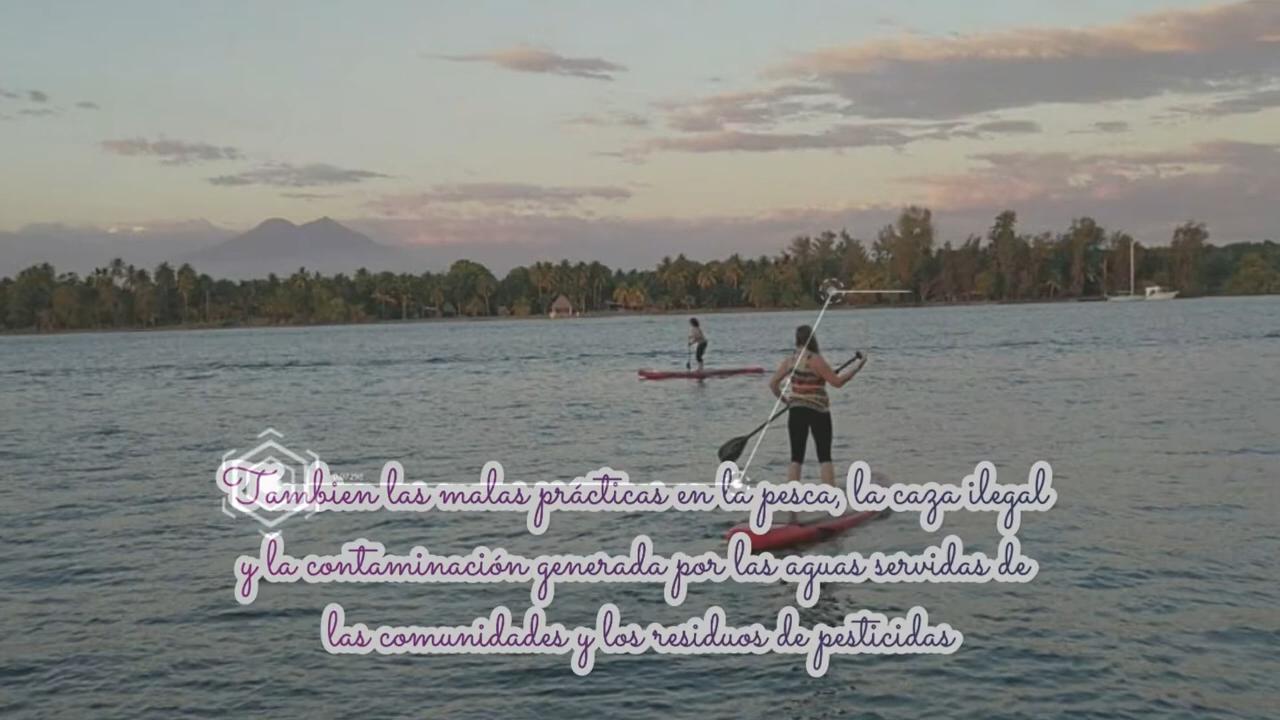 Tambien las malas prácticas en la pesca, la caza ilegal
y la contaminación generada por las aguas servidas de
las comunidades y los residuos de pesticidas